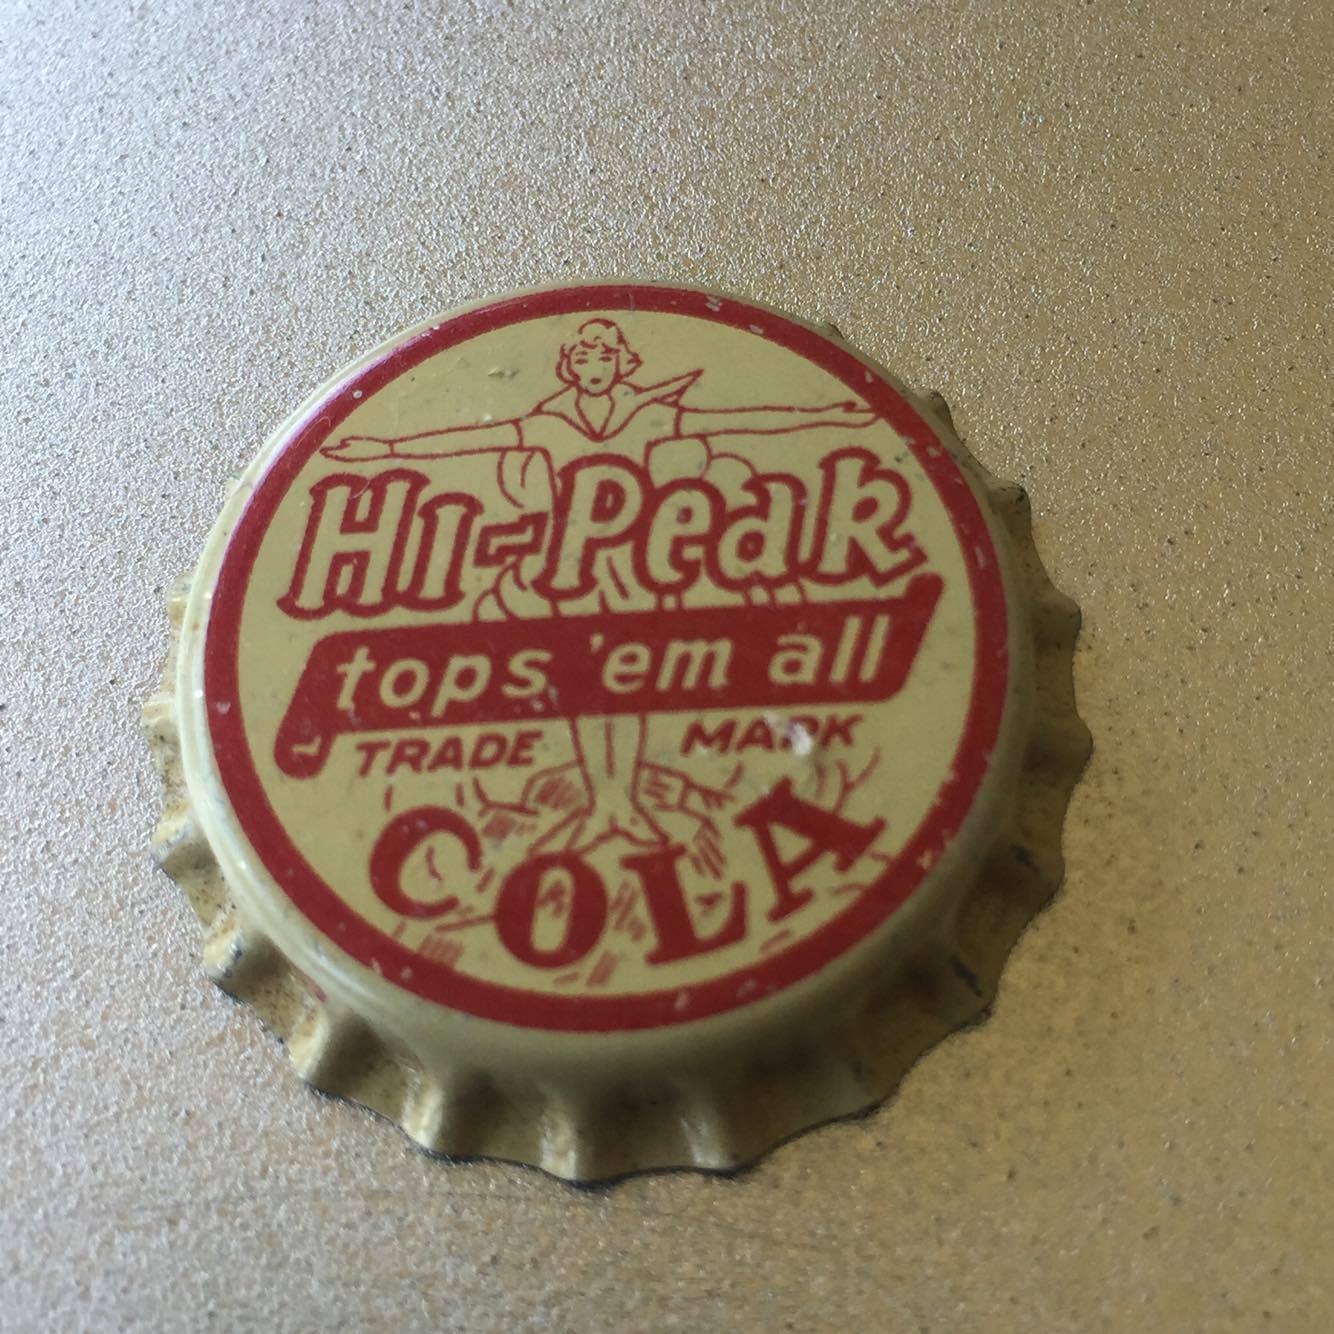 Hi-Peak
tops 'em all
TRADE MARK
COLA